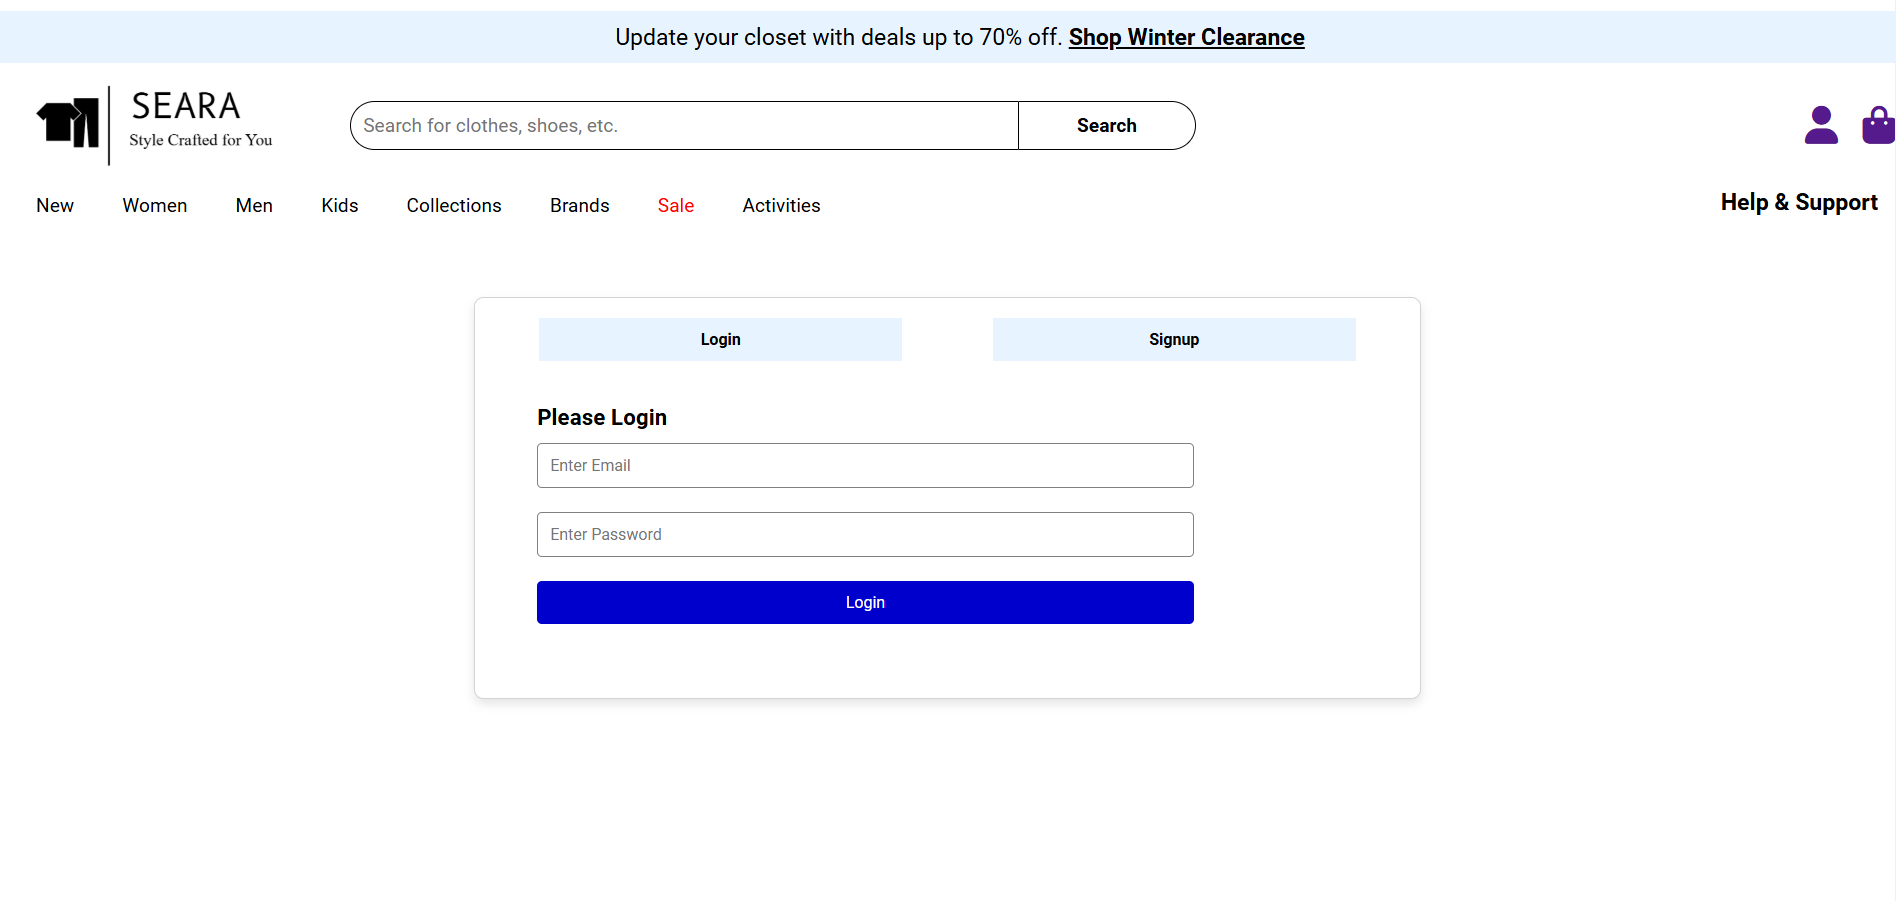 Update your closet with deals up to 70% off. Shop Winter Clearance
SEARA
Style Crafted for You
Search for clothes, shoes, etc.
Search
New Women Men Kids Collections Brands Sale Activities
Help & Support
Login Signup
Please Login
Enter Email
Enter Password
Login